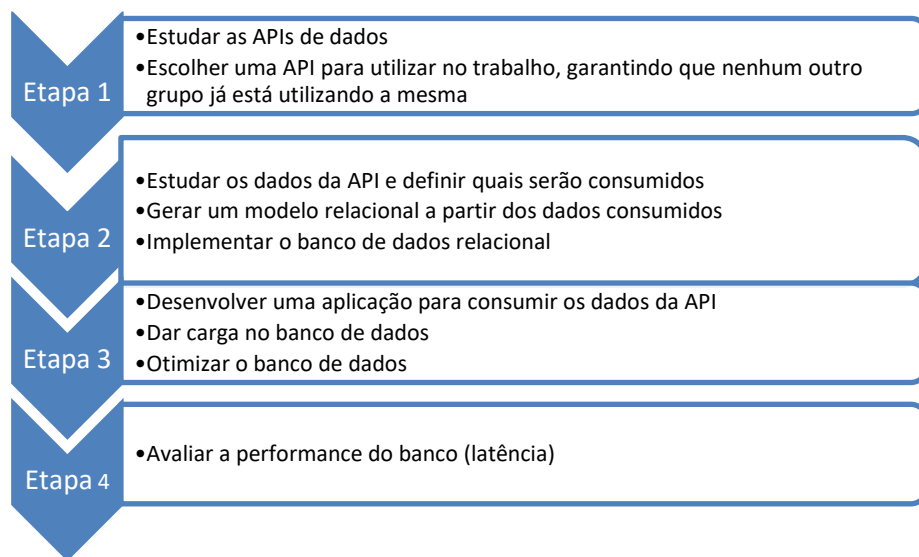 Etapa 1
•Estudar as APIs de dados
•Escolher uma API para utilizar no trabalho, garantindo que nenhum outro
grupo já está utilizando a mesma
Etapa 2
•Estudar os dados da API e definir quais serão consumidos
•Gerar um modelo relacional a partir dos dados consumidos
•Implementar o banco de dados relacional
Etapa 3
•Desenvolver uma aplicação para consumir os dados da API
•Dar carga no banco de dados
•Otimizar o banco de dados
Etapa 4
•Avaliar a performance do banco (latência)